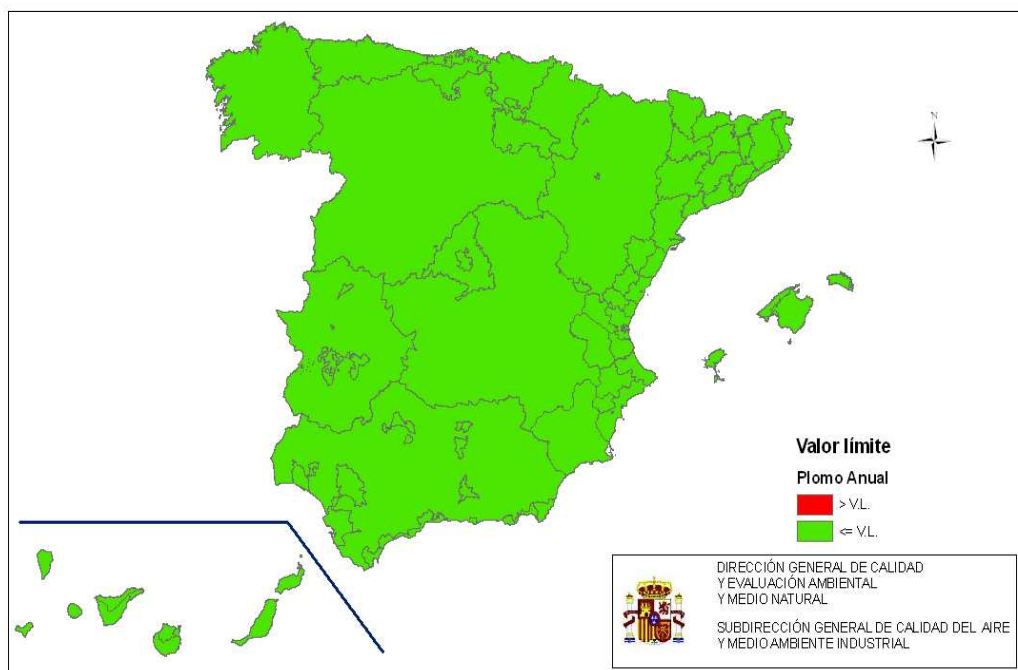 N
Valor límite
Plomo Anual
> V.L.
<= V.L.
DIRECCIÓN GENERAL DE CALIDAD
Y EVALUACIÓN AMBIENTAL
Y MEDIO NATURAL
SUBDIRECCIÓN GENERAL DE CALIDAD DEL AIRE
Y MEDIO AMBIENTE INDUSTRIAL